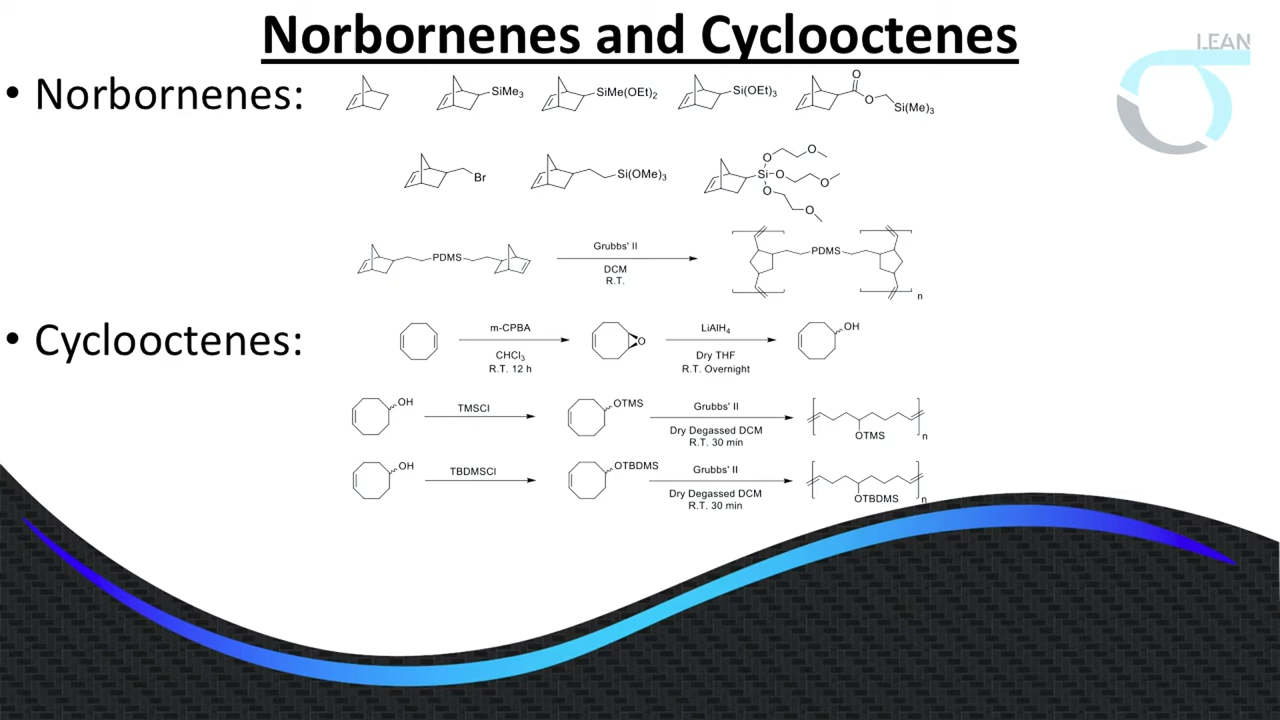 Norbornenes and Cyclooctenes
LEAN
• Norbornenes:
SiMe₃
SiMe(OEt)₂
Si(OEt)₃
O
O
Si(Me)₃
Br
Si(OMe)₃
O
O
Si
O
O
O
O
PDMS
Grubbs' II
DCM
R.T.
PDMS
n
• Cyclooctenes:
m-CPBA
CHCl₃
R.T. 12 h
O
LiAlH₄
Dry THF
R.T. Overnight
OH
OH
TMSCl
OTMS
Grubbs' II
Dry Degassed DCM
R.T. 30 min
OTMS
n
OH
TBDMSCl
OTBDMS
Grubbs' II
Dry Degassed DCM
R.T. 30 min
OTBDMS
n